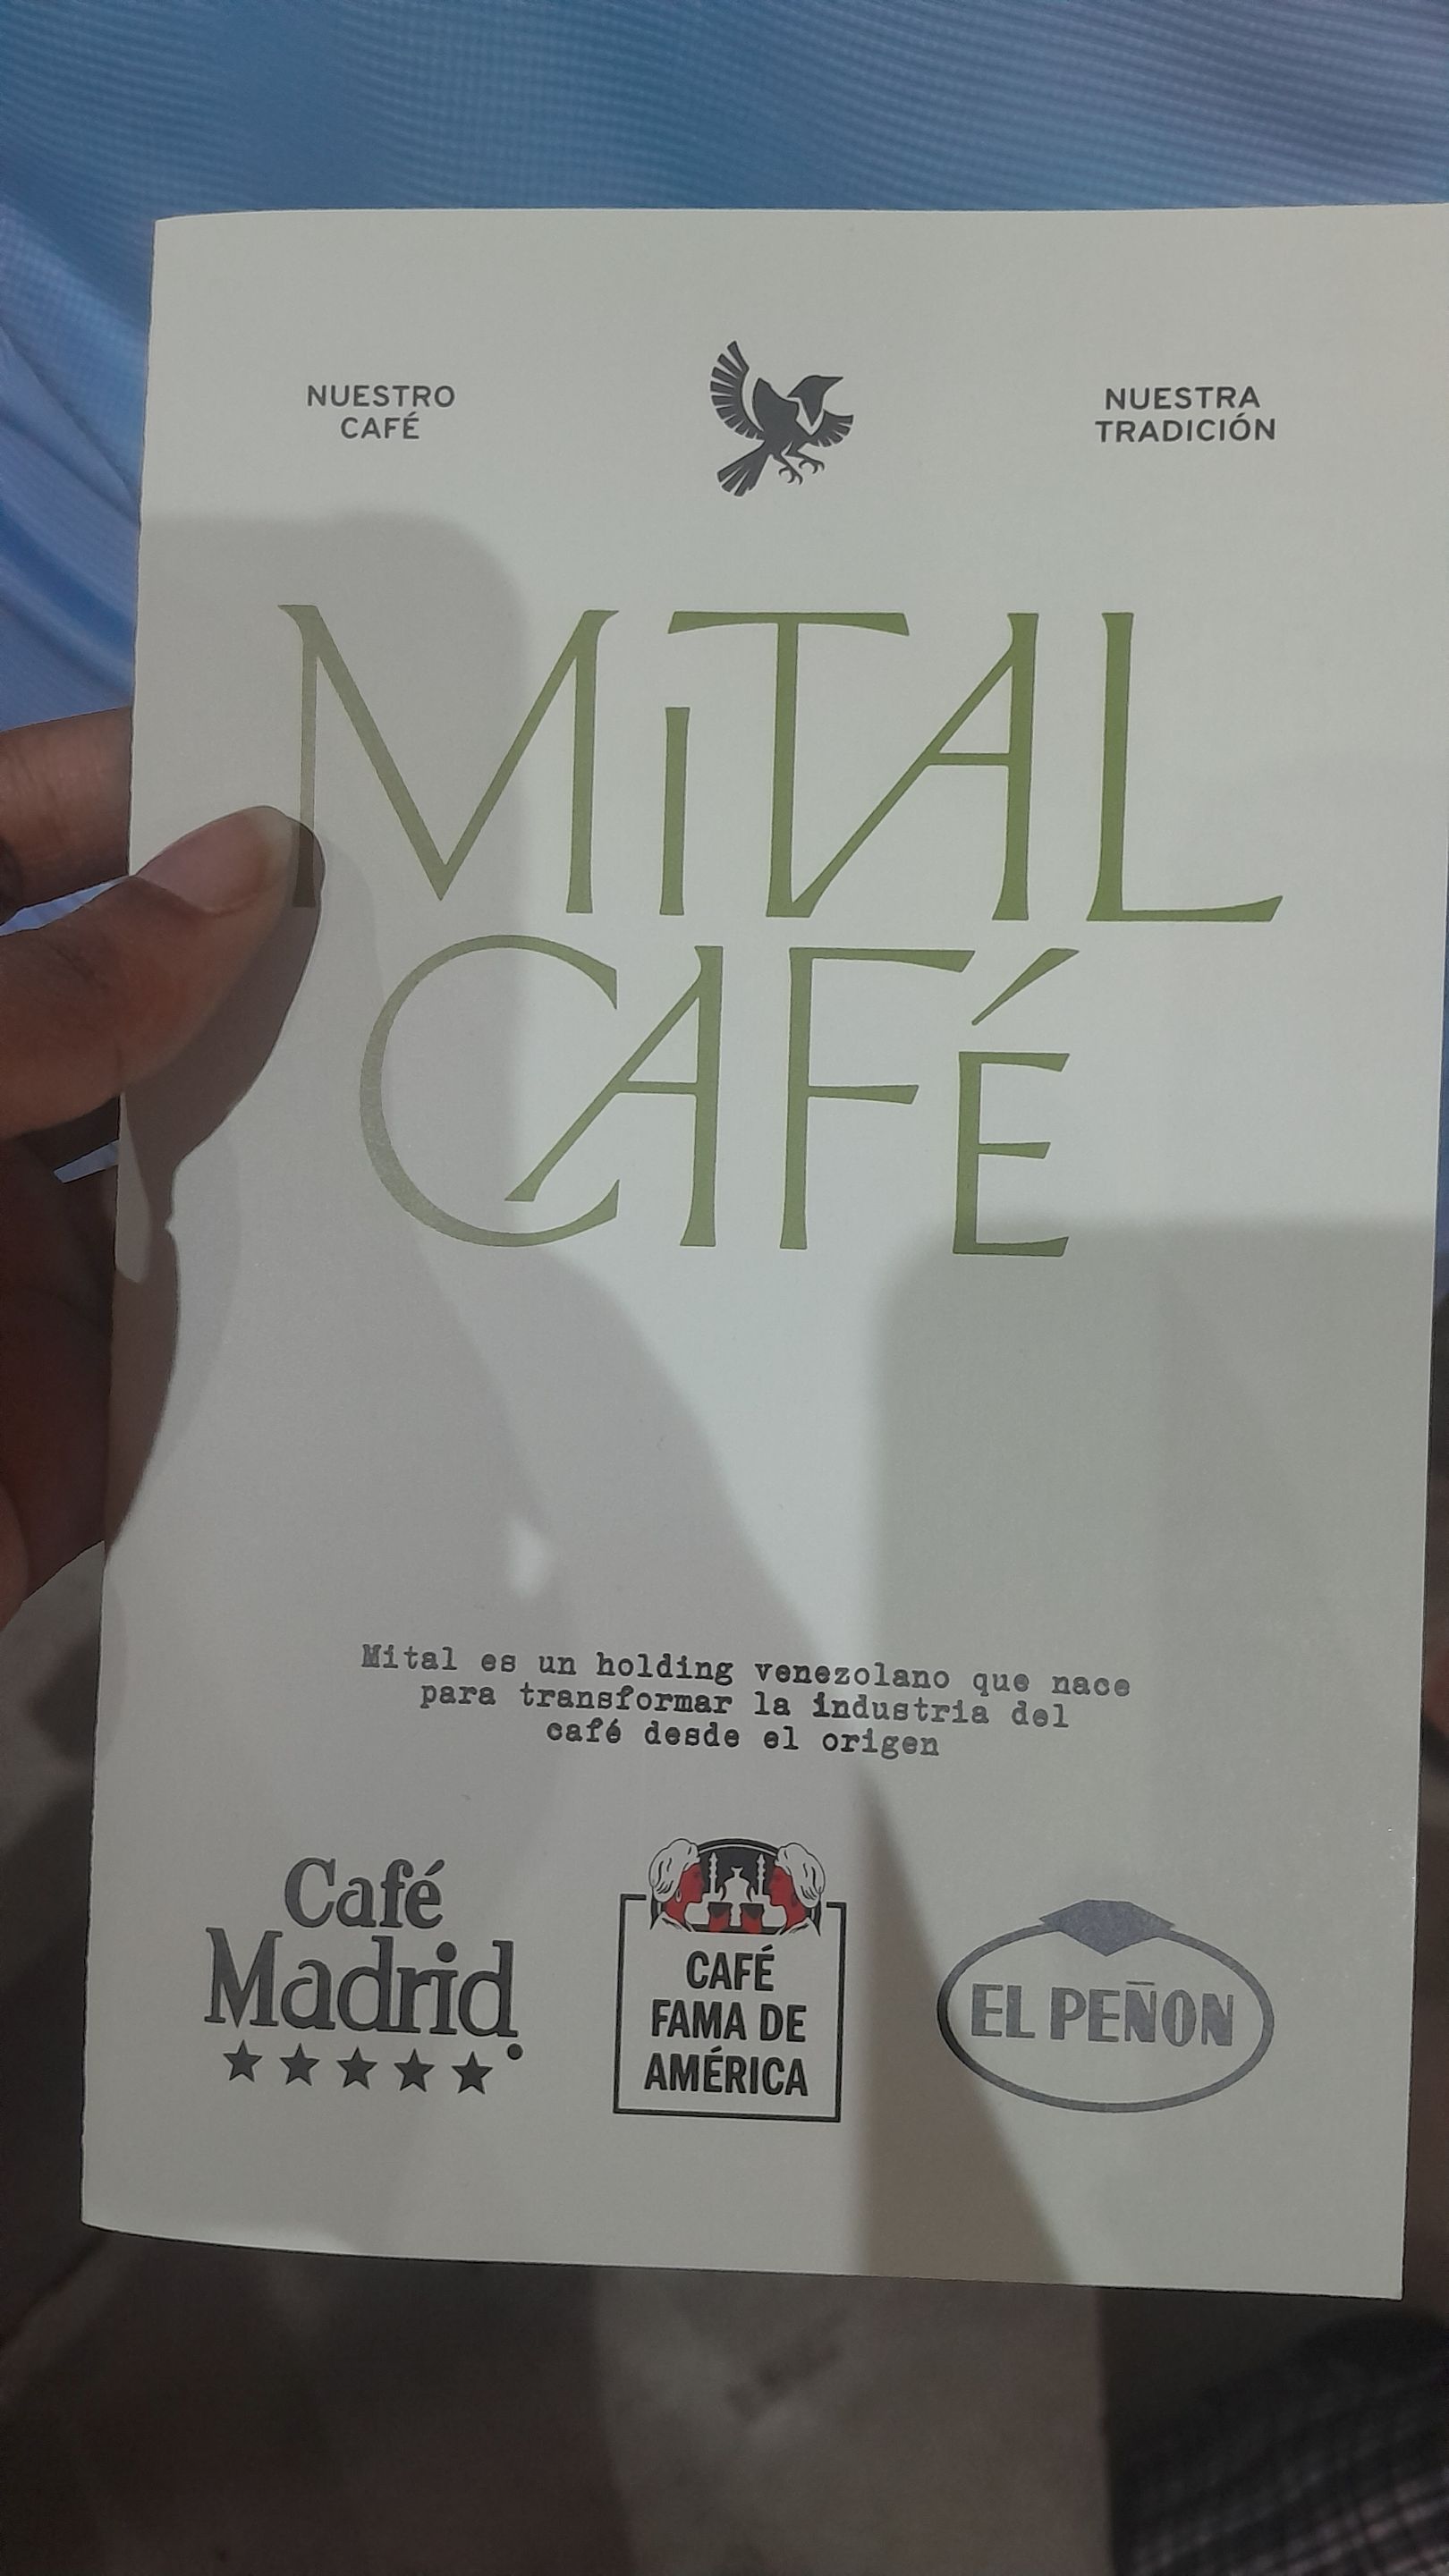 NUESTRO
CAFÉ
NUESTRA
TRADICIÓN
MiTAL
CAFÉ
Mital es un holding venezolano que nace
para transformar la industria del
café desde el origen
Café
Madrid
CAFÉ
FAMA DE
AMÉRICA
EL PEÑON